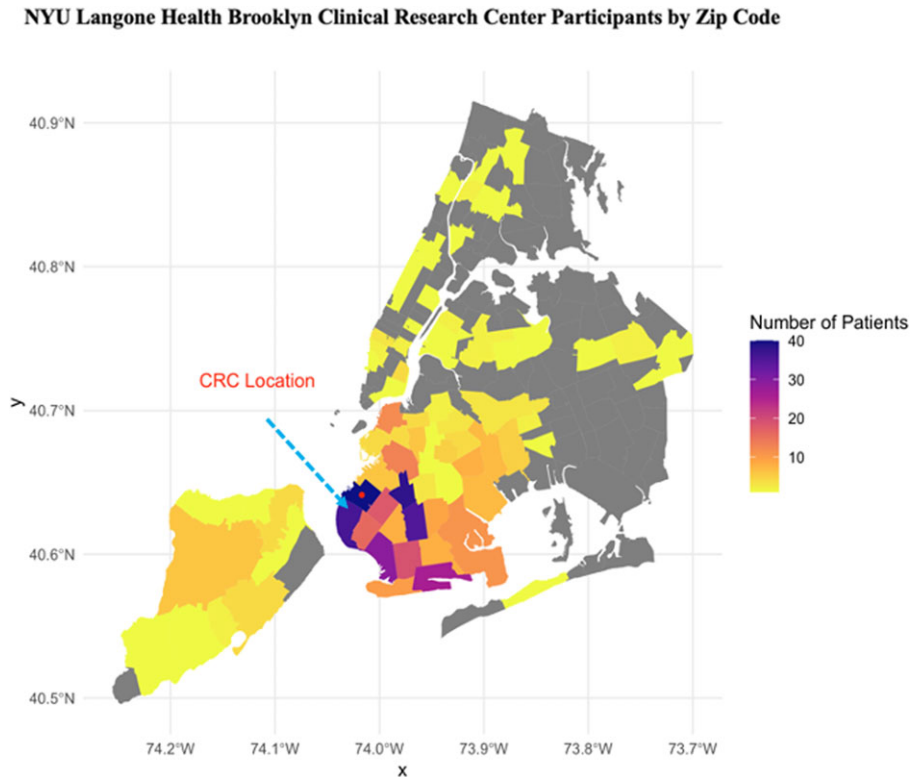 NYU Langone Health Brooklyn Clinical Research Center Participants by Zip Code
40.9°N
40.8°N
40.7°N
40.6°N
40.5°N
y
CRC Location
Number of Patients
40
30
20
10
74.2°W 74.1°W 74.0°W 73.9°W 73.8°W 73.7°W
x